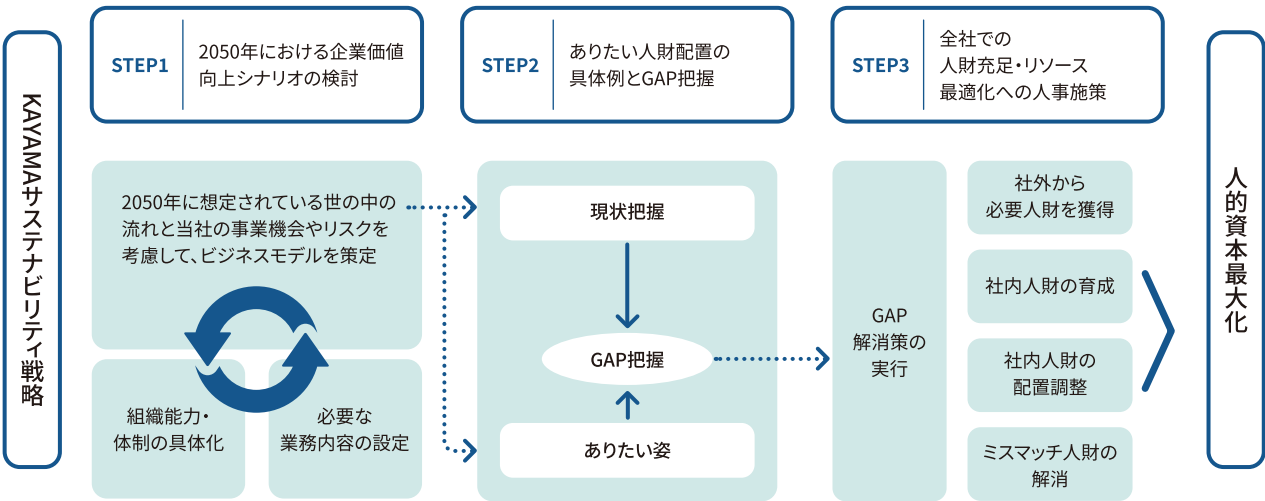 KAYAMAサステナビリティ戦略
STEP1
2050年における企業価値
向上シナリオの検討
2050年に想定されている世の中の
流れと当社の事業機会やリスクを
考慮して、ビジネスモデルを策定
組織能力・
体制の具体化
必要な
業務内容の設定
STEP2
ありたい人財配置の
具体例とGAP把握
現状把握
GAP把握
ありたい姿
STEP3
全社での
人財充足・リソース
最適化への人事施策
GAP
解消策の
実行
社外から
必要人財を獲得
社内人財の育成
社内人財の
配置調整
ミスマッチ人財の
解消
人的資本最大化